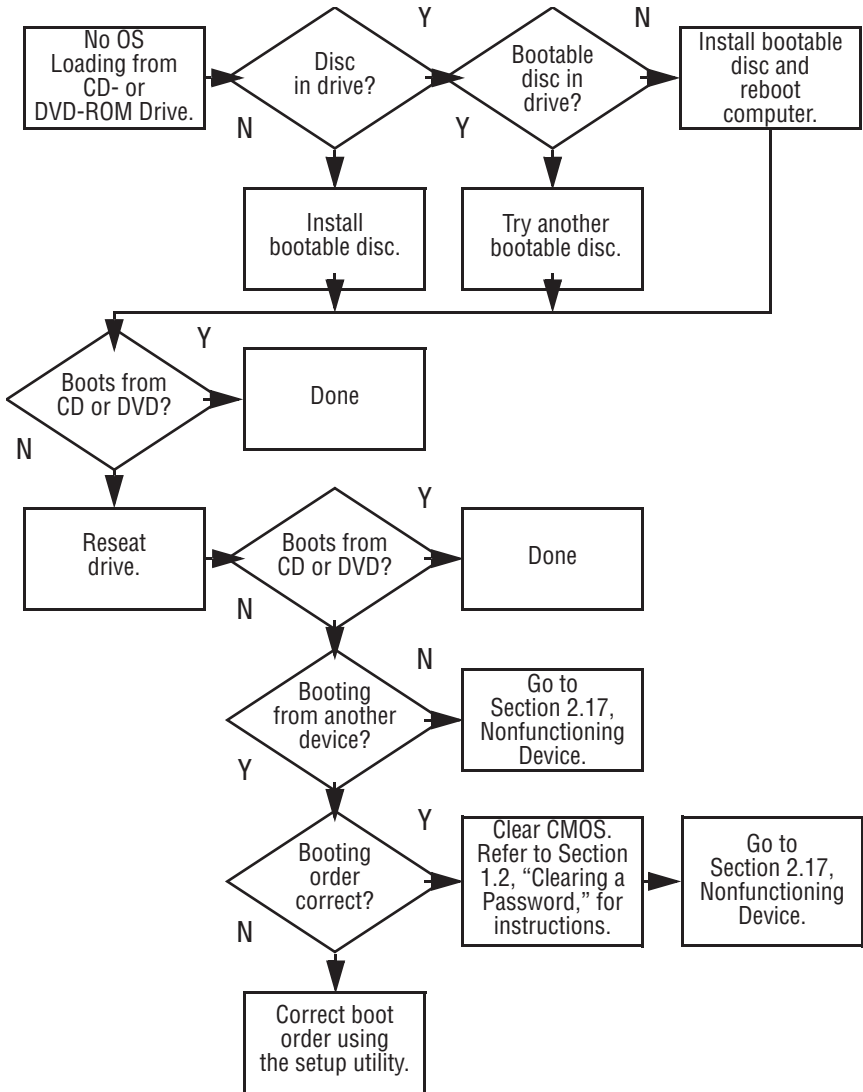 No OS
Loading from
CD- or
DVD-ROM Drive.
Disc
in drive?
Y
N
Bootable
disc in
drive?
N
Y
Install bootable
disc and
reboot
computer.
Install
bootable disc.
Try another
bootable disc.
Boots from
CD or DVD?
Y
N
Done
Reseat
drive.
Boots from
CD or DVD?
Y
N
Done
Booting
from another
device?
N
Y
Go to
Section 2.17,
Nonfunctioning
Device.
Booting
order
correct?
Y
N
Clear CMOS.
Refer to Section
1.2, “Clearing a
Password,” for
instructions.
Go to
Section 2.17,
Nonfunctioning
Device.
Correct boot
order using
the setup utility.